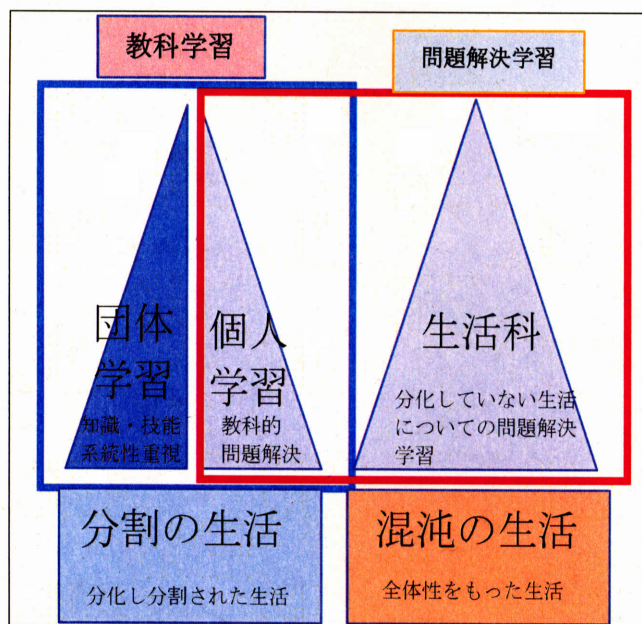 教科学習
問題解決学習
団体
学習
知識・技能
系統性重視
個人
学習
教科的
問題解決
生活科
分化していない生活
についての問題解決
学習
分割の生活
分化し分割された生活
混沌の生活
全体性をもった生活